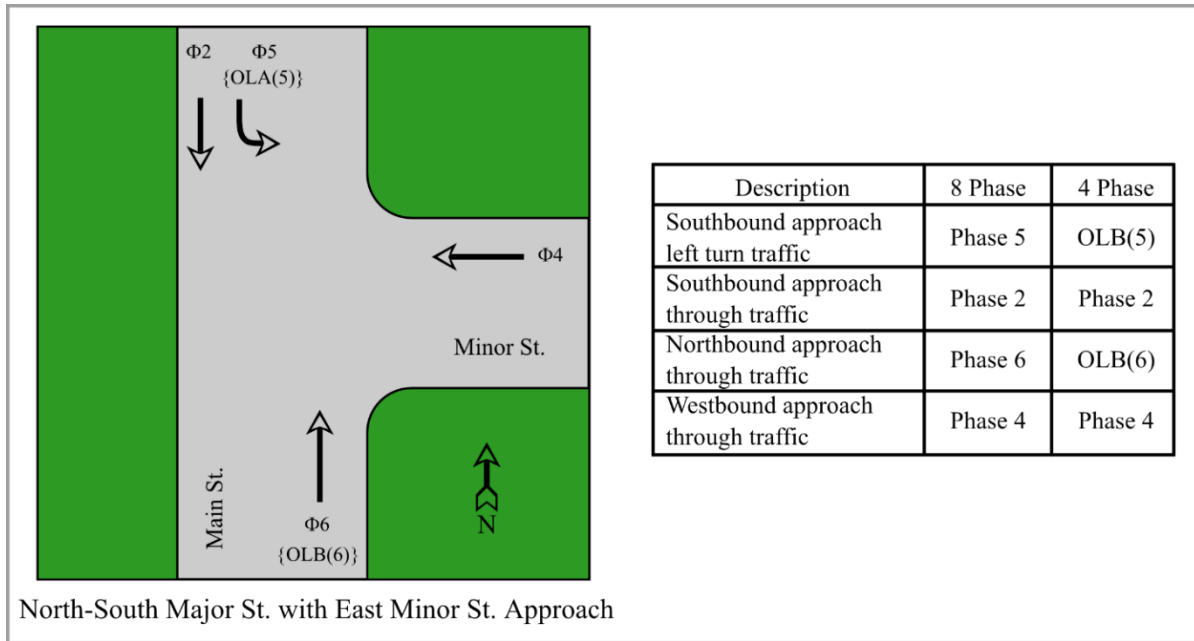 Φ2
Φ5
{OLA(5)}
Φ4
Minor St.
Main St.
Φ6
{OLB(6)}
N
North-South Major St. with East Minor St. Approach
Description 8 Phase 4 Phase
Southbound approach
left turn traffic
Phase 5 OLB(5)
Southbound approach
through traffic
Phase 2 Phase 2
Northbound approach
through traffic
Phase 6 OLB(6)
Westbound approach
through traffic
Phase 4 Phase 4